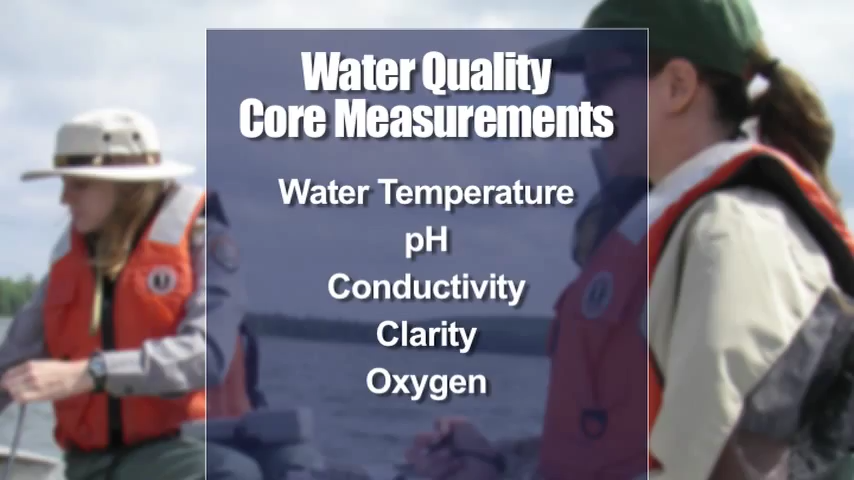 Water Quality
Core Measurements
Water Temperature
pH
Conductivity
Clarity
Oxygen